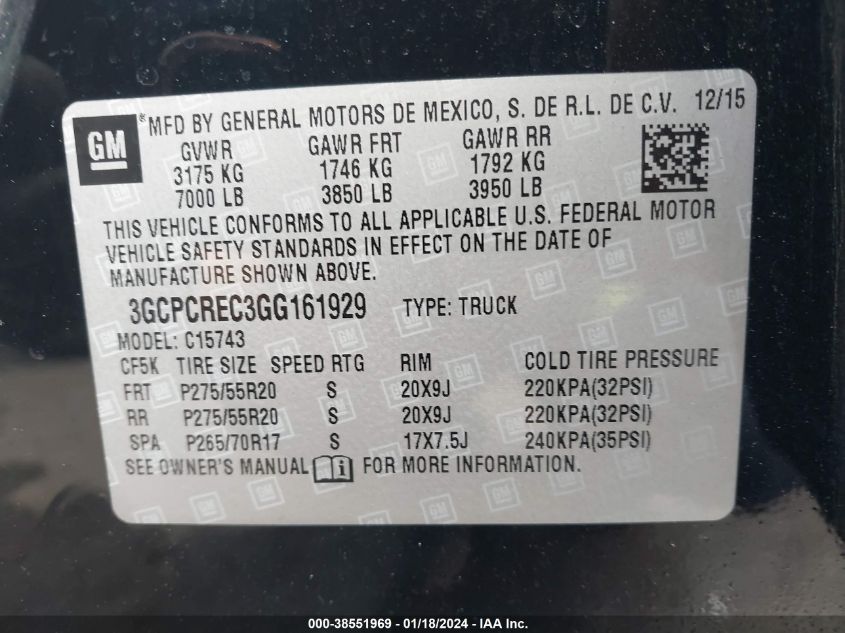 GM ®MFD BY GENERAL MOTORS DE MEXICO, S. DE R.L. DE C.V. 12/15
GVWR GAWR FRT GAWR RR
3175 KG 1746 KG 1792 KG
7000 LB 3850 LB 3950 LB
THIS VEHICLE CONFORMS TO ALL APPLICABLE U.S. FEDERAL MOTOR
VEHICLE SAFETY STANDARDS IN EFFECT ON THE DATE OF
MANUFACTURE SHOWN ABOVE.
3GCPCREC3GG161929 TYPE: TRUCK
MODEL: C15743
CF5K TIRE SIZE SPEED RTG RIM COLD TIRE PRESSURE
FRT P275/55R20 S 20X9J 220KPA(32PSI)
RR P275/55R20 S 20X9J 220KPA(32PSI)
SPA P265/70R17 S 17X7.5J 240KPA(35PSI)
SEE OWNER'S MANUAL i FOR MORE INFORMATION.
000-38551969 - 01/18/2024 - IAA Inc.